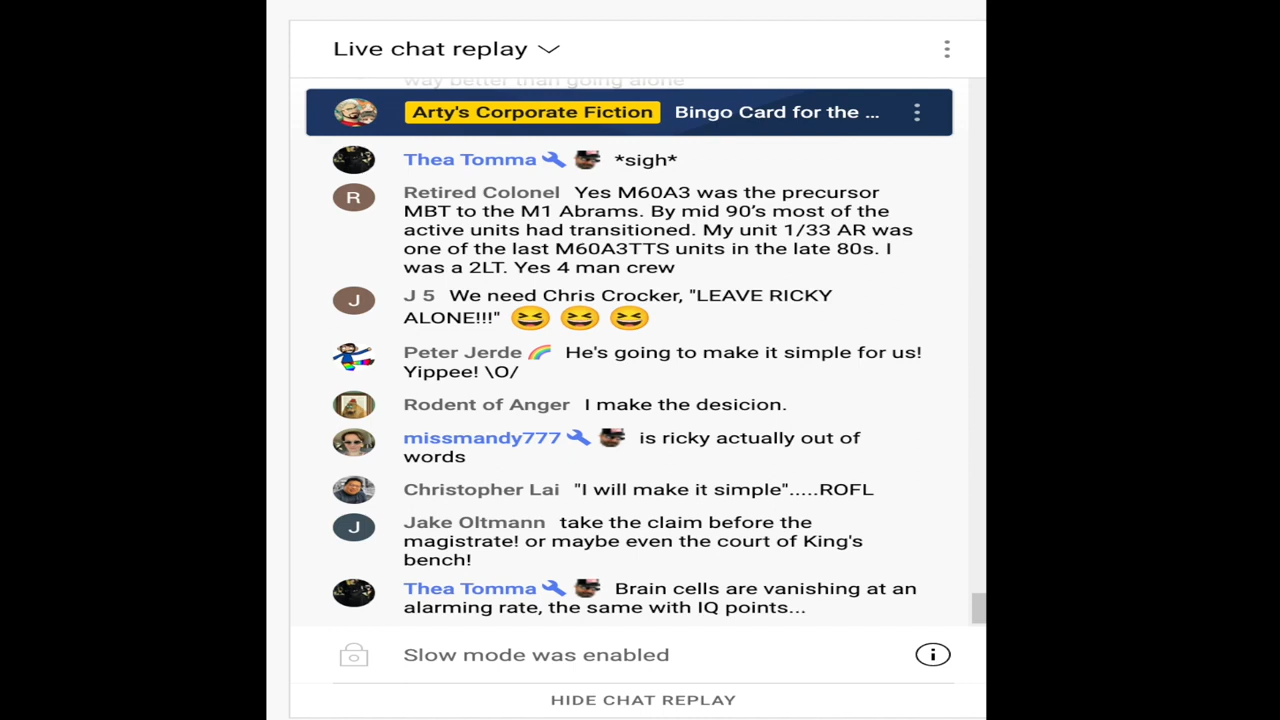 Live chat replay
way better than going alone
Arty's Corporate Fiction Bingo Card for the ...
Thea Tomma *sigh*
R Retired Colonel Yes M60A3 was the precursor
MBT to the M1 Abrams. By mid 90’s most of the
active units had transitioned. My unit 1/33 AR was
one of the last M60A3TTS units in the late 80s. I
was a 2LT. Yes 4 man crew
J J 5 We need Chris Crocker, "LEAVE RICKY
ALONE!!!" 😆 😆 😆
Peter Jerde 🌈 He's going to make it simple for us!
Yippee! \O/
Rodent of Anger I make the desicion.
missmandy777 is ricky actually out of
words
Christopher Lai "I will make it simple".....ROFL
J Jake Oltmann take the claim before the
magistrate! or maybe even the court of King's
bench!
Thea Tomma Brain cells are vanishing at an
alarming rate, the same with IQ points...
Slow mode was enabled
HIDE CHAT REPLAY